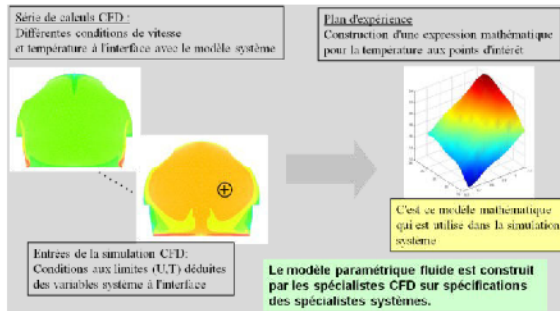 Série de calculs CFD :
Différentes conditions de vitesse
et température à l'interface avec le modèle système
Plan d'expérience
Construction d'une expression mathématique
pour la température aux points d'intérêt
Entrées de la simulation CFD:
Conditions aux limites (U,T) déduites
des variables système à l'interface
C'est ce modèle mathématique
qui est utilise dans la simulation
système
Le modèle paramétrique fluide est construit
par les spécialistes CFD sur spécifications
des spécialistes systèmes.